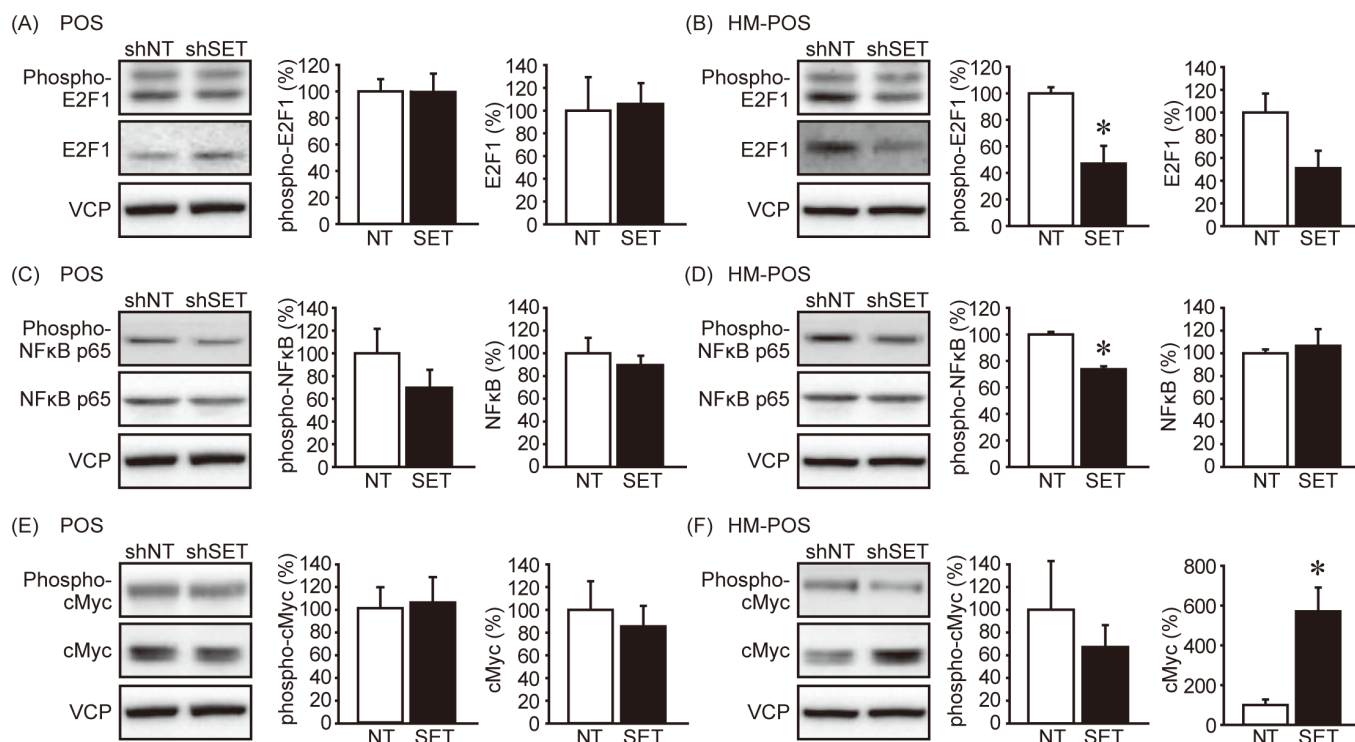 (A) POS
shNT shSET
Phospho-
E2F1
E2F1
VCP
phospho-E2F1 (%)
120
100
80
60
40
20
0
NT SET
E2F1 (%)
140
120
100
80
60
40
20
0
NT SET
(B) HM-POS
shNT shSET
Phospho-
E2F1
E2F1
VCP
phospho-E2F1 (%)
120
100
80
60
40
20
0
*
NT SET
E2F1 (%)
140
120
100
80
60
40
20
0
NT SET
(C) POS
shNT shSET
Phospho-
NFκB p65
NFκB p65
VCP
phospho-NFκB (%)
140
120
100
80
60
40
20
0
NT SET
NFκB (%)
140
120
100
80
60
40
20
0
NT SET
(D) HM-POS
shNT shSET
Phospho-
NFκB p65
NFκB p65
VCP
phospho-NFκB (%)
120
100
80
60
40
20
0
*
NT SET
NFκB (%)
140
120
100
80
60
40
20
0
NT SET
(E) POS
shNT shSET
Phospho-
cMyc
cMyc
VCP
phospho-cMyc (%)
140
120
100
80
60
40
20
0
NT SET
cMyc (%)
140
120
100
80
60
40
20
0
NT SET
(F) HM-POS
shNT shSET
Phospho-
cMyc
cMyc
VCP
phospho-cMyc (%)
140
120
100
80
60
40
20
0
NT SET
cMyc (%)
800
600
400
200
0
*
NT SET